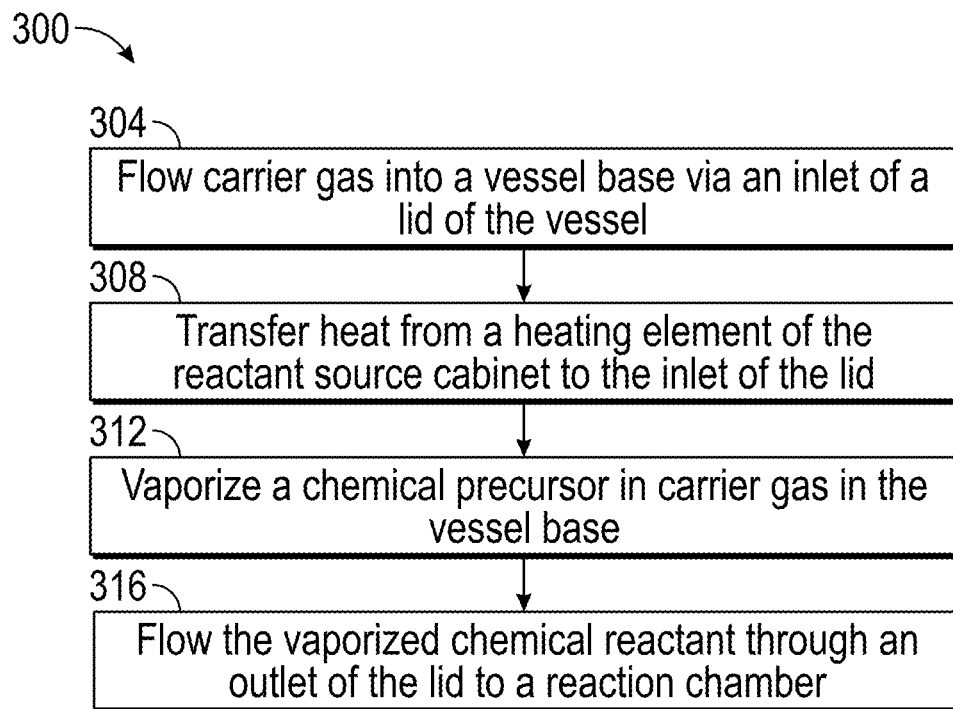 300
304
Flow carrier gas into a vessel base via an inlet of a
lid of the vessel
308
Transfer heat from a heating element of the
reactant source cabinet to the inlet of the lid
312
Vaporize a chemical precursor in carrier gas in the
vessel base
316
Flow the vaporized chemical reactant through an
outlet of the lid to a reaction chamber